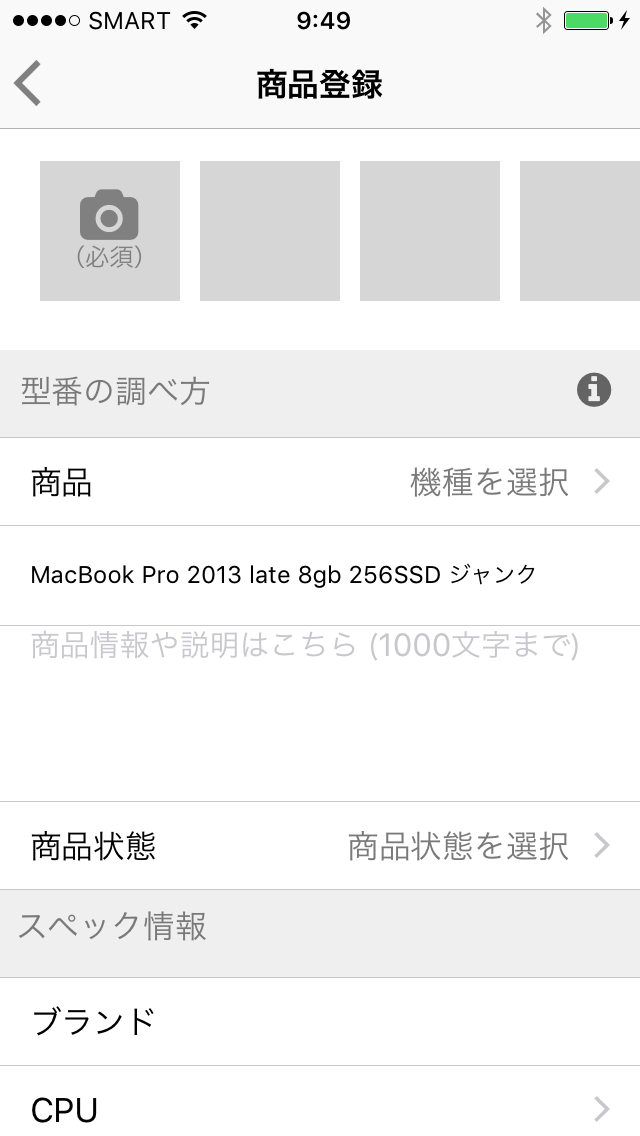 SMART 9:49
商品登録
(必須)
型番の調べ方
商品 機種を選択
MacBook Pro 2013 late 8gb 256SSD ジャンク
商品情報や説明はこちら (1000文字まで)
商品状態 商品状態を選択
スペック情報
ブランド
CPU